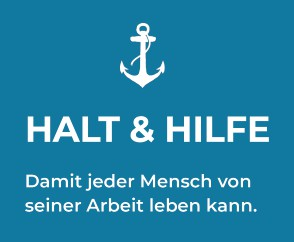 HALT & HILFE
Damit jeder Mensch von
seiner Arbeit leben kann.